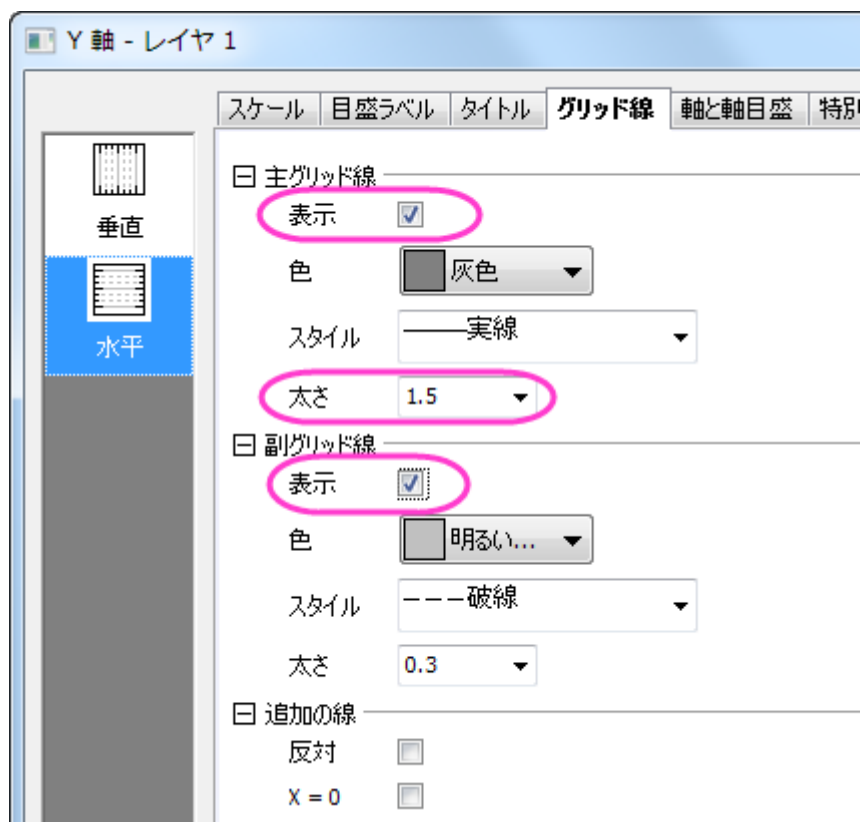 Y 軸 - レイヤ 1
スケール 目盛ラベル タイトル グリッド線 軸と軸目盛 特別
垂直
水平
主グリッド線
表示
色 灰色
スタイル 実線
太さ 1.5
副グリッド線
表示
色 明るい...
スタイル 破線
太さ 0.3
追加の線
反対
X = 0